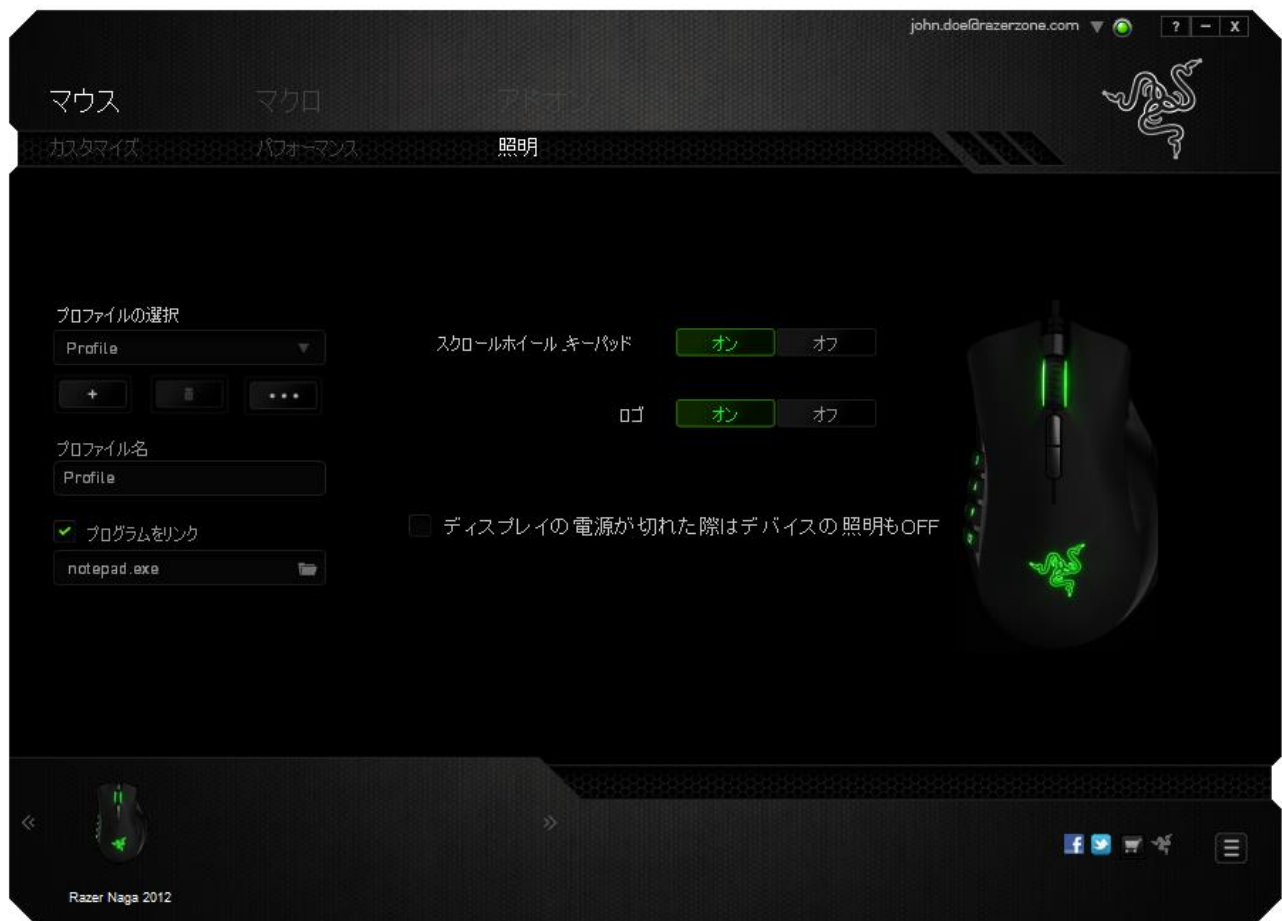 john.doe@razerzone.com
? – X
マウス マクロ アドオン
カスタマイズ パフォーマンス 照明
プロファイルの選択
Profile
+
プロファイル名
Profile
プログラムをリンク
notepad.exe
スクロールホイール_キーパッド オン オフ
ロゴ オン オフ
ディスプレイの電源が切れた際はデバイスの照明もOFF
Razer Naga 2012